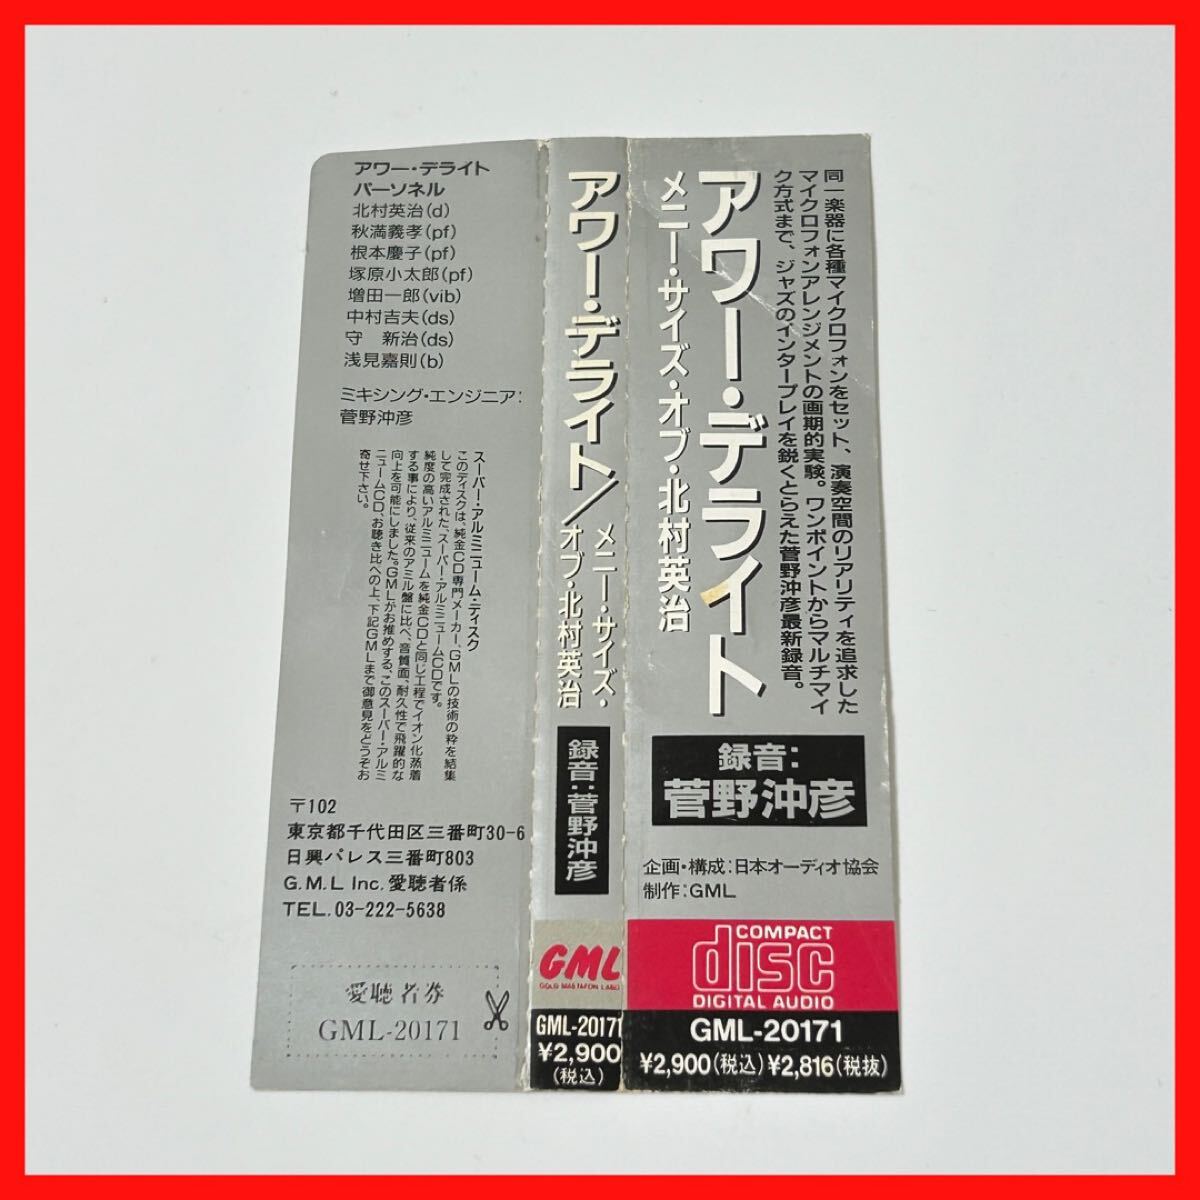 アワー・デライト
パーソネル
北村英治(d)
秋満義孝(pf)
根本慶子(pf)
塚原小太郎(pf)
増田一郎(vib)
中村吉夫(ds)
守　新治(ds)
浅見嘉則(b)
ミキシング・エンジニア:
菅野沖彦
スーパー・アルミニューム・ディスク
このディスクは、純金CD専門メーカー、GMLの技術の粋を結集
して完成された、スーパー・アルミニュームCDです。
純度の高いアルミニュームを純金CDと同じ工程でイオン化蒸着
する事により、従来のアミル盤に比べ、音質面、耐久性で飛躍的な
向上を可能にしました。GMLがお推めする、このスーパー・アルミ
ニュームCD、お聴き比べの上、下記GMLまで御意見をどうぞお
寄せ下さい。
〒102
東京都千代田区三番町30-6
日興パレス三番町803
G.M.L Inc.愛聴者係
TEL.03-222-5638
愛聴者券
GML-20171
アワー・デライト/
メニー・サイズ・
オブ・北村英治
録音:菅野沖彦
GML
GOLD MASTAFON LABEL
GML-20171
¥2,900
(税込)
同一楽器に各種マイクロフォンをセット、演奏空間のリアリティを追求した
マイクロフォンアレンジメントの画期的実験。ワンポイントからマルチマイ
ク方式まで、ジャズのインタープレイを鋭くとらえた菅野沖彦最新録音。
アワー・デライト
メニー・サイズ・オブ・北村英治
録音:
菅野沖彦
企画・構成:日本オーディオ協会
制作:GML
COMPACT
disc
DIGITAL AUDIO
GML-20171
¥2,900(税込)¥2,816(税抜)